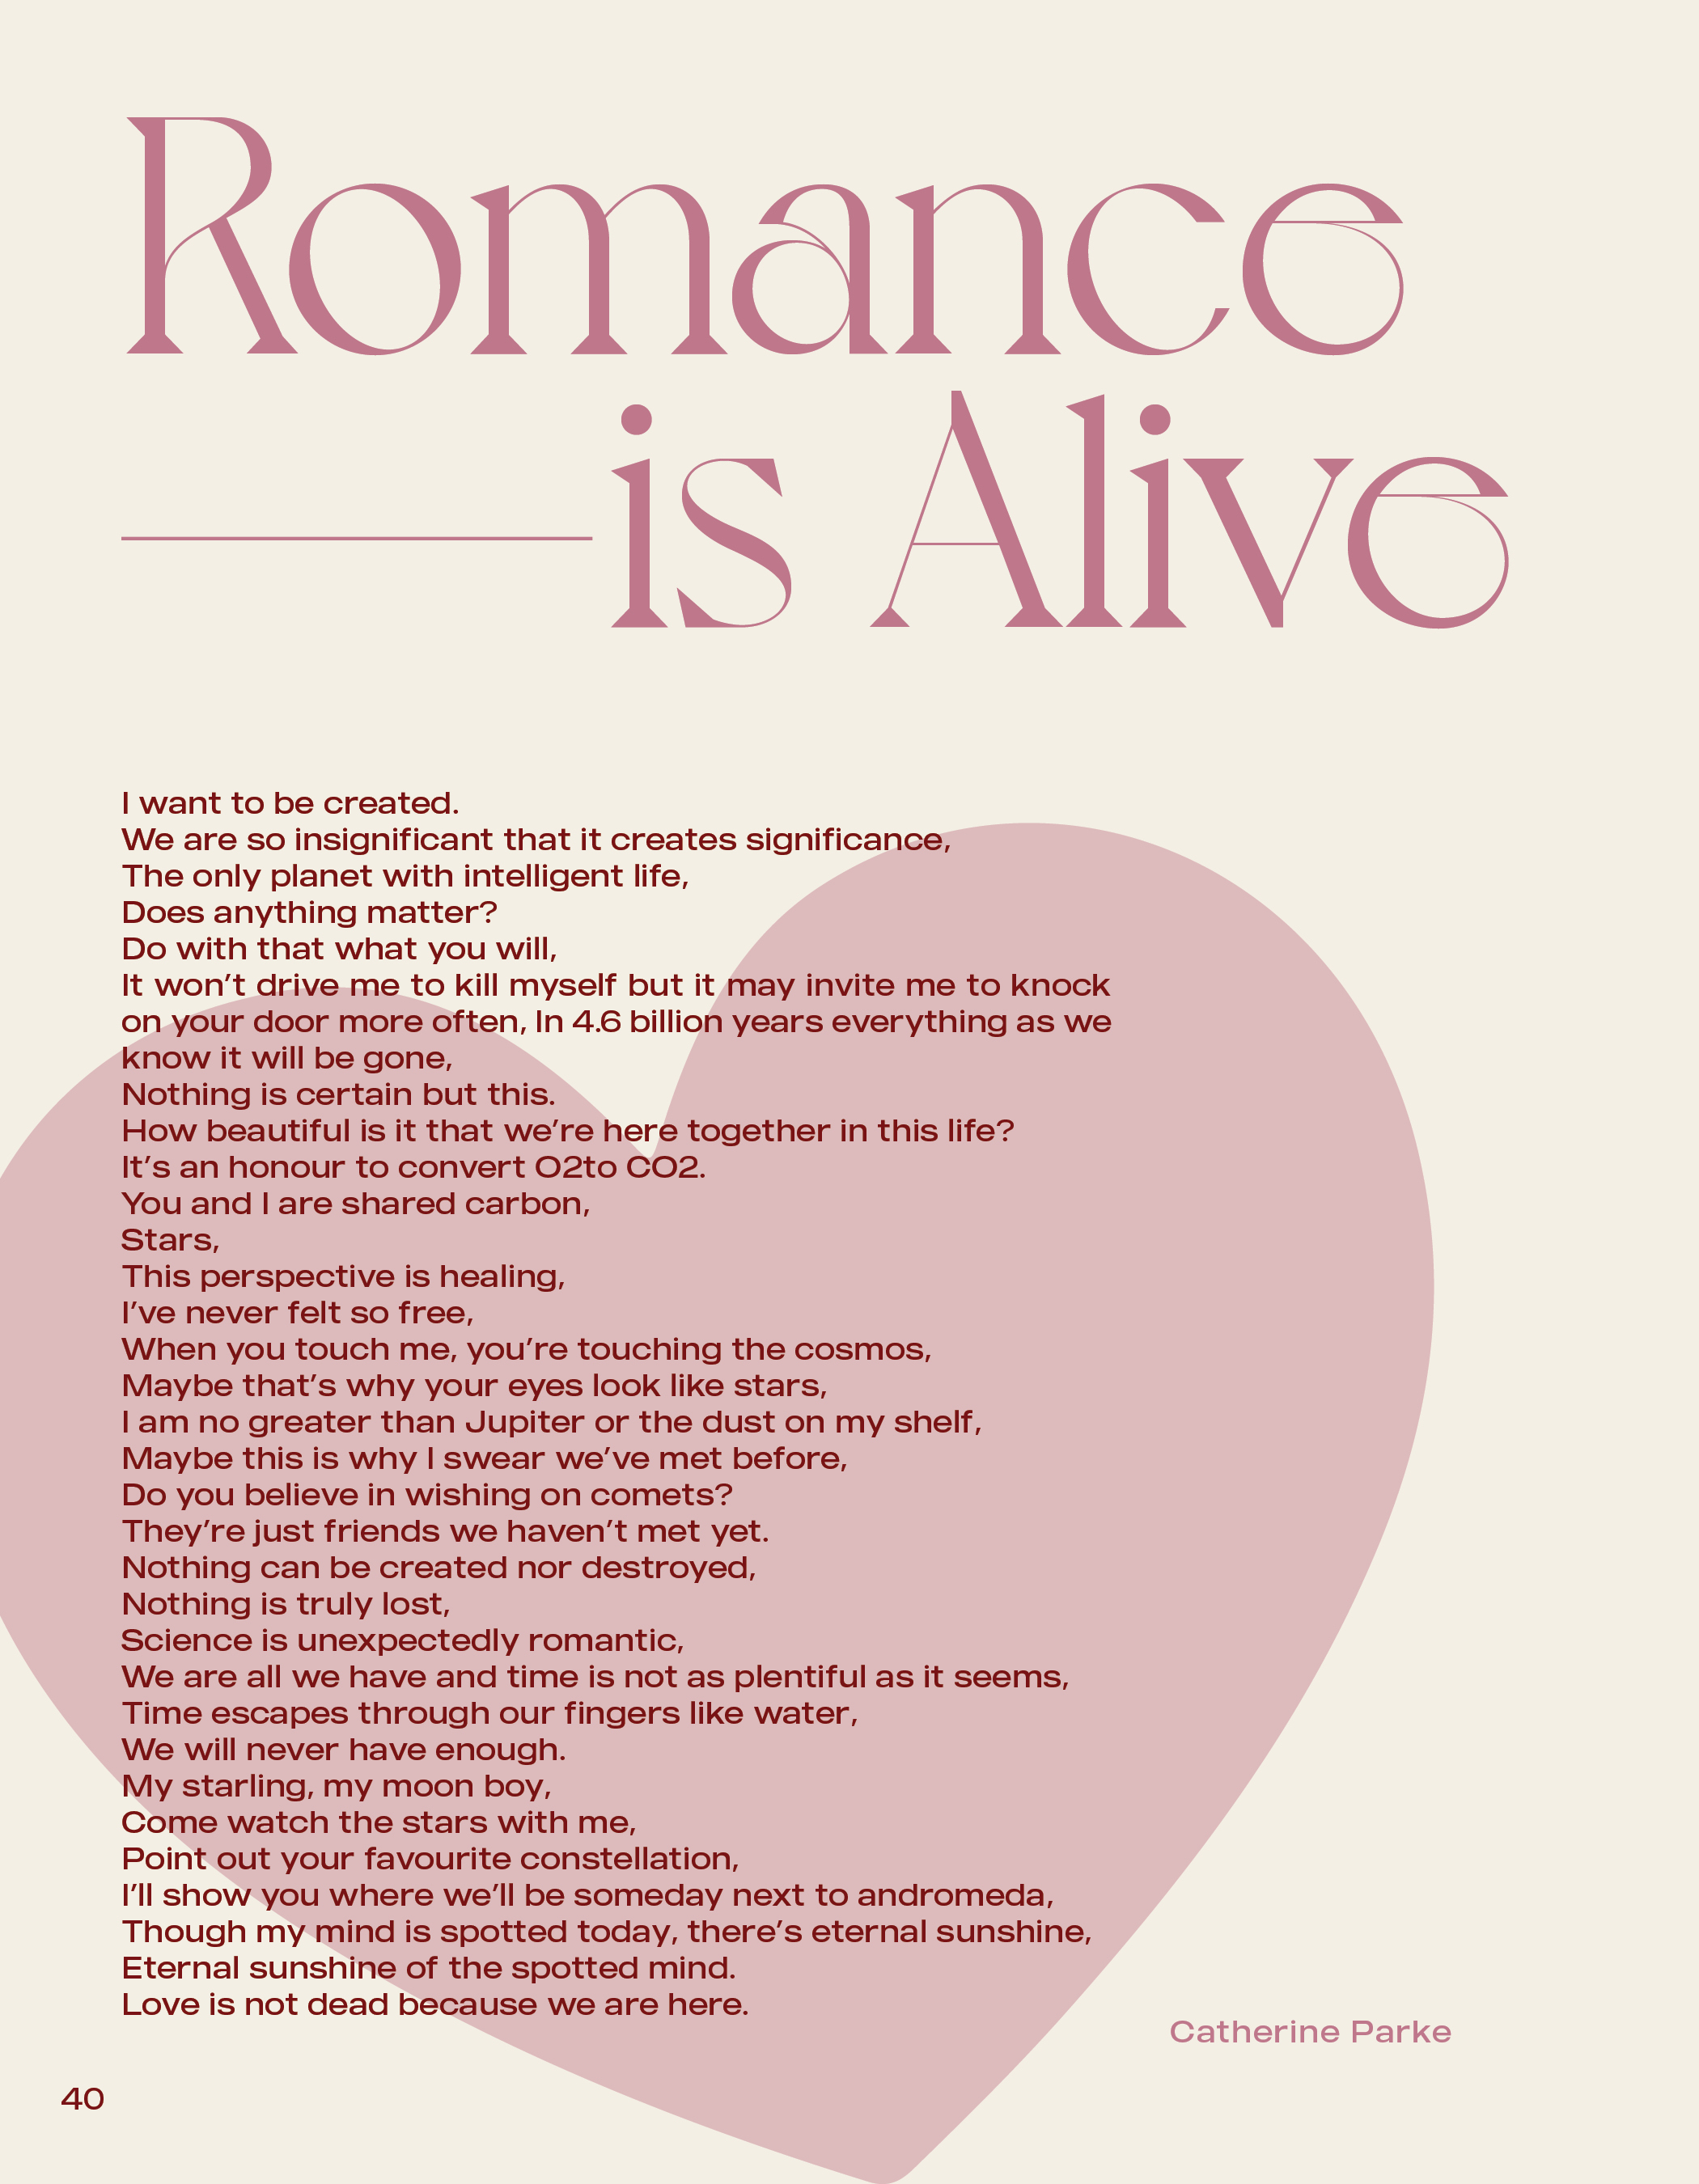 Romance
is Alive
I want to be created.
We are so insignificant that it creates significance,
The only planet with intelligent life,
Does anything matter?
Do with that what you will,
It won’t drive me to kill myself but it may invite me to knock
on your door more often, In 4.6 billion years everything as we
know it will be gone,
Nothing is certain but this.
How beautiful is it that we’re here together in this life?
It’s an honour to convert O2to CO2.
You and I are shared carbon,
Stars,
This perspective is healing,
I’ve never felt so free,
When you touch me, you’re touching the cosmos,
Maybe that’s why your eyes look like stars,
I am no greater than Jupiter or the dust on my shelf,
Maybe this is why I swear we’ve met before,
Do you believe in wishing on comets?
They’re just friends we haven’t met yet.
Nothing can be created nor destroyed,
Nothing is truly lost,
Science is unexpectedly romantic,
We are all we have and time is not as plentiful as it seems,
Time escapes through our fingers like water,
We will never have enough.
My starling, my moon boy,
Come watch the stars with me,
Point out your favourite constellation,
I’ll show you where we’ll be someday next to andromeda,
Though my mind is spotted today, there’s eternal sunshine,
Eternal sunshine of the spotted mind.
Love is not dead because we are here.
Catherine Parke
40